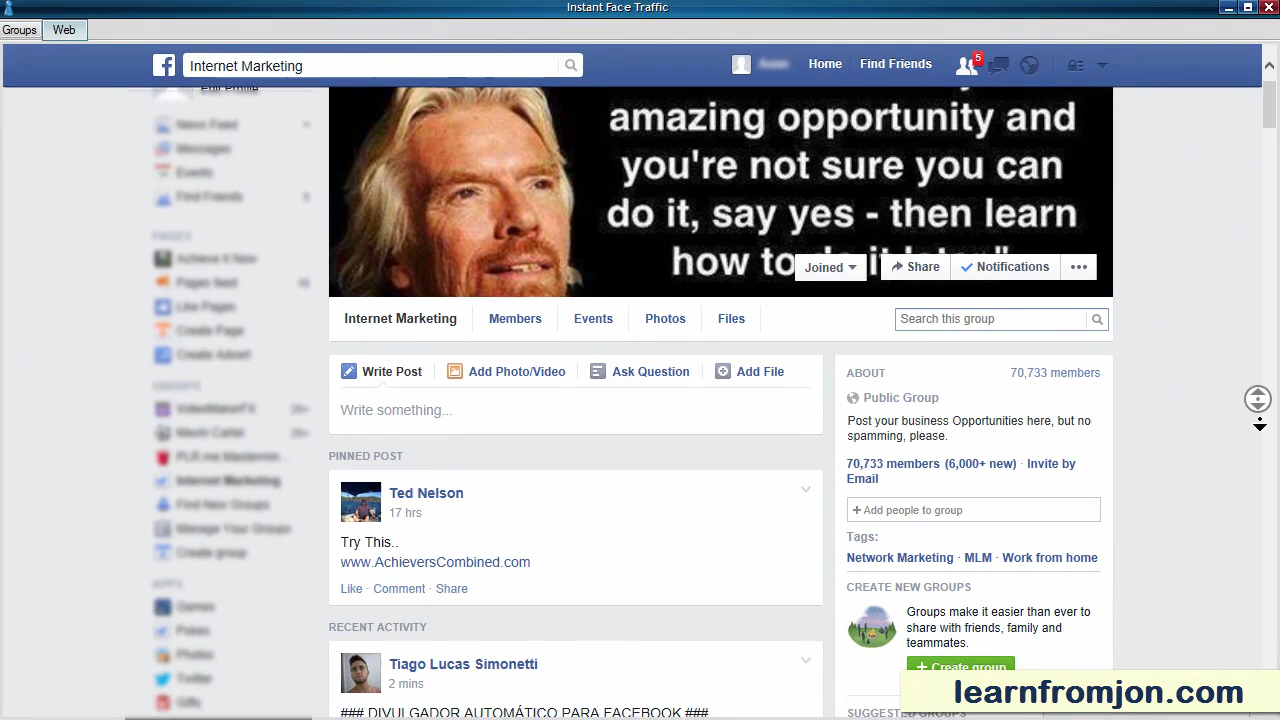 Instant Face Traffic
Groups Web
Internet Marketing
Home Find Friends 5
Edit Profile
News Feed
Messages
Events
Find Friends
PAGES
Achieve It Now
Pages feed
Like Pages
Create Page
Create Advert
GROUPS
VideoMakerFX
Internet Marketing
Find New Groups
Manage Your Groups
Create group
APPS
Games
Pokes
Photos
Twitter
Gifts
amazing opportunity and
you're not sure you can
do it, say yes - then learn
how to do it later"
Joined Share Notifications
Internet Marketing Members Events Photos Files
Search this group
Write Post Add Photo/Video Ask Question Add File
Write something...
PINNED POST
Ted Nelson
17 hrs
Try This..
www.AchieversCombined.com
Like · Comment · Share
RECENT ACTIVITY
Tiago Lucas Simonetti
2 mins
### DIVULGADOR AUTOMÁTICO PARA FACEBOOK ###
ABOUT 70,733 members
Public Group
Post your business Opportunities here, but no
spamming, please.
70,733 members (6,000+ new) · Invite by
Email
+ Add people to group
Tags:
Network Marketing · MLM · Work from home
CREATE NEW GROUPS
Groups make it easier than ever to
share with friends, family and
teammates.
+ Create group
SUGGESTED GROUPS
learnfromjon.com